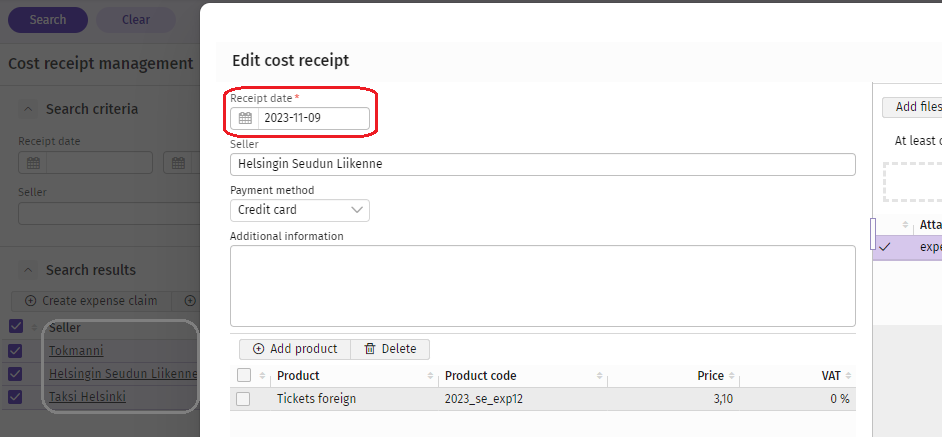 Search
Clear
Cost receipt management
Search criteria
Receipt date
Seller
Search results
Create expense claim
Seller
Tokmanni
Helsingin Seudun Liikenne
Taksi Helsinki
Edit cost receipt
Receipt date *
2023-11-09
Seller
Helsingin Seudun Liikenne
Payment method
Credit card
Additional information
Add product
Delete
Product Product code Price VAT
Tickets foreign 2023_se_exp12 3,10 0 %
Add files
At least
Atta
expe